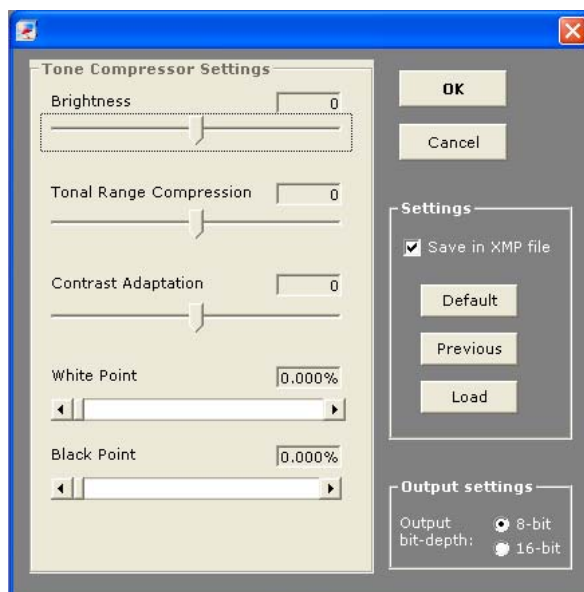 Tone Compressor Settings
Brightness 0
Tonal Range Compression 0
Contrast Adaptation 0
White Point 0.000%
Black Point 0.000%
OK
Cancel
Settings
Save in XMP file
Default
Previous
Load
Output settings
Output
bit-depth:
8-bit
16-bit